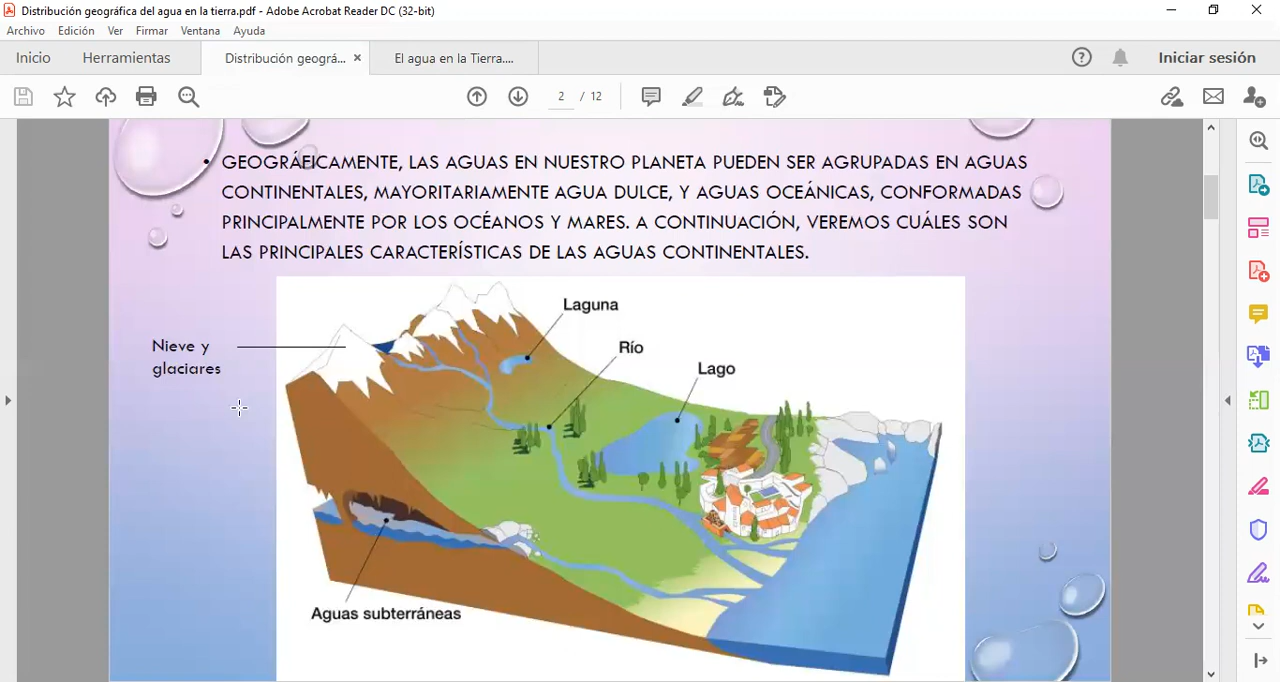 Distribución geográfica del agua en la tierra.pdf - Adobe Acrobat Reader DC (32-bit)
Archivo Edición Ver Firmar Ventana Ayuda
Inicio Herramientas Distribución geográ... El agua en la Tierra.... Iniciar sesión
2 / 12
• GEOGRÁFICAMENTE, LAS AGUAS EN NUESTRO PLANETA PUEDEN SER AGRUPADAS EN AGUAS
CONTINENTALES, MAYORITARIAMENTE AGUA DULCE, Y AGUAS OCEÁNICAS, CONFORMADAS
PRINCIPALMENTE POR LOS OCÉANOS Y MARES. A CONTINUACIÓN, VEREMOS CUÁLES SON
LAS PRINCIPALES CARACTERÍSTICAS DE LAS AGUAS CONTINENTALES.
Laguna
Nieve y
glaciares
Río
Lago
Aguas subterráneas